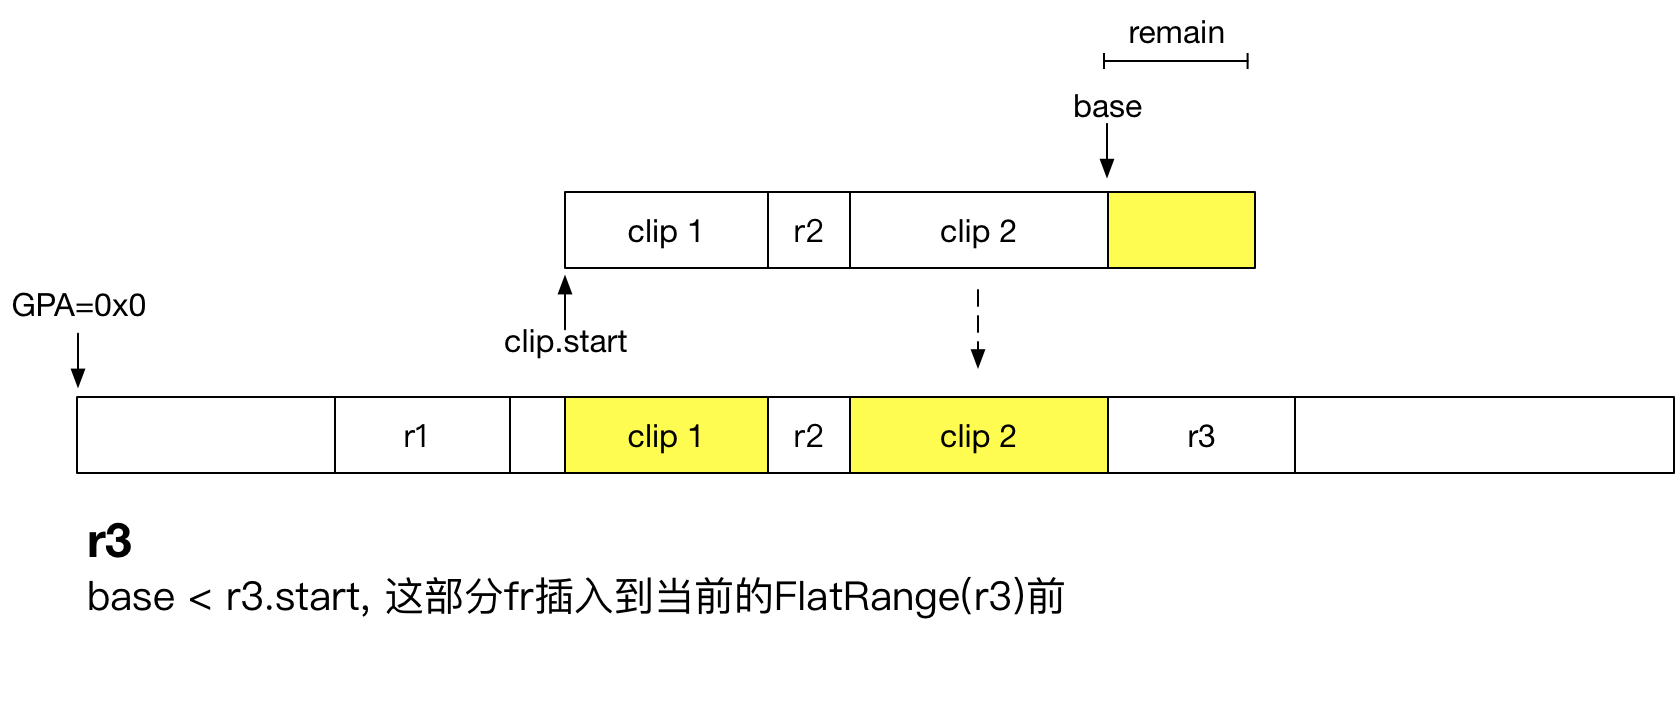 remain
base
clip 1 r2 clip 2
GPA=0x0
clip.start
r1 clip 1 r2 clip 2 r3
r3
base < r3.start, 这部分fr插入到当前的FlatRange(r3)前